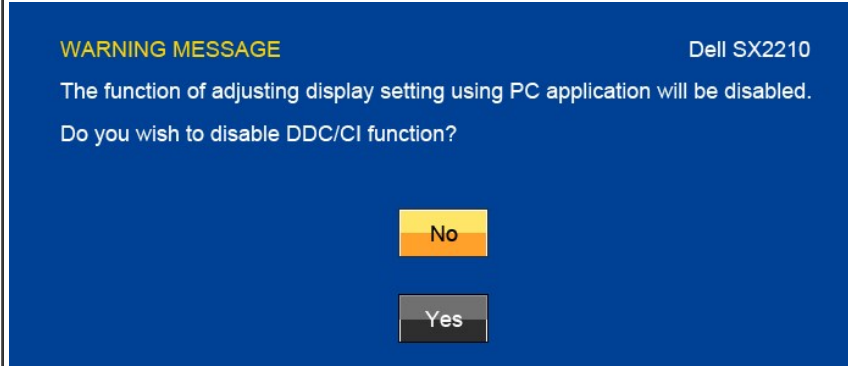 WARNING MESSAGE Dell SX2210
The function of adjusting display setting using PC application will be disabled.
Do you wish to disable DDC/CI function?
No
Yes